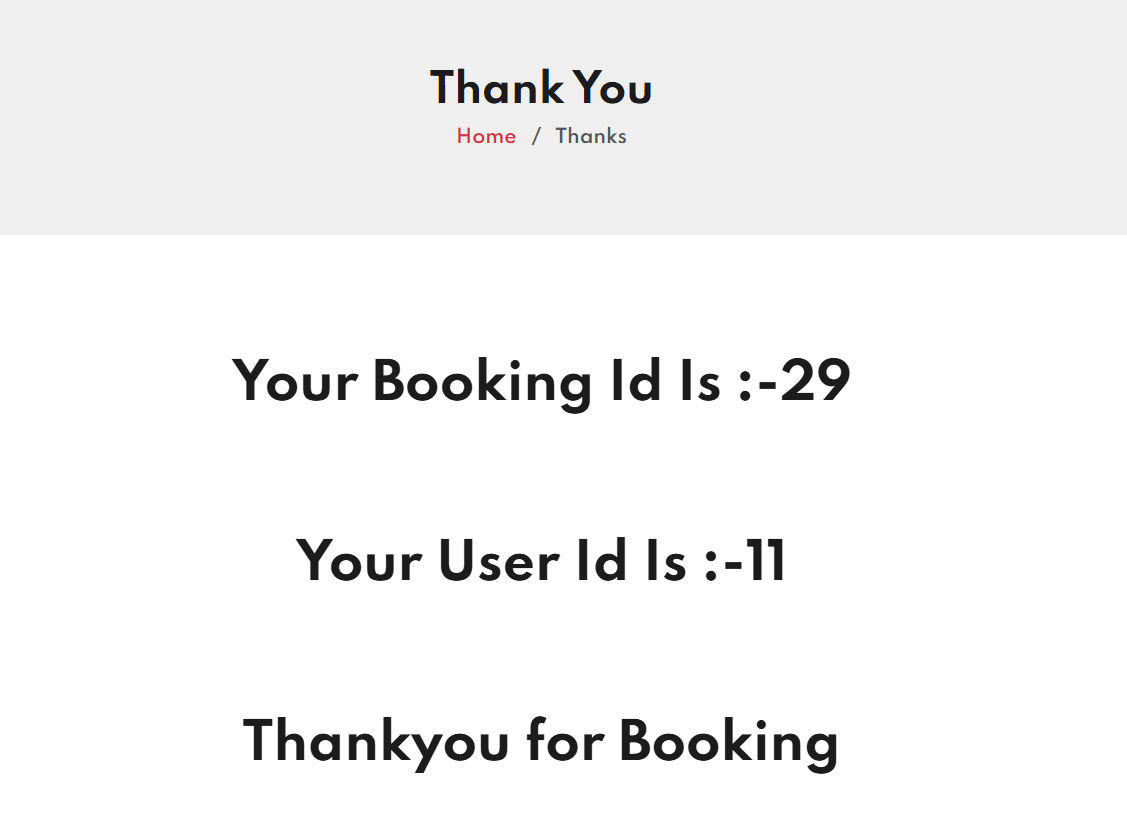 Thank You
Home / Thanks
Your Booking Id Is :-29
Your User Id Is :-11
Thankyou for Booking